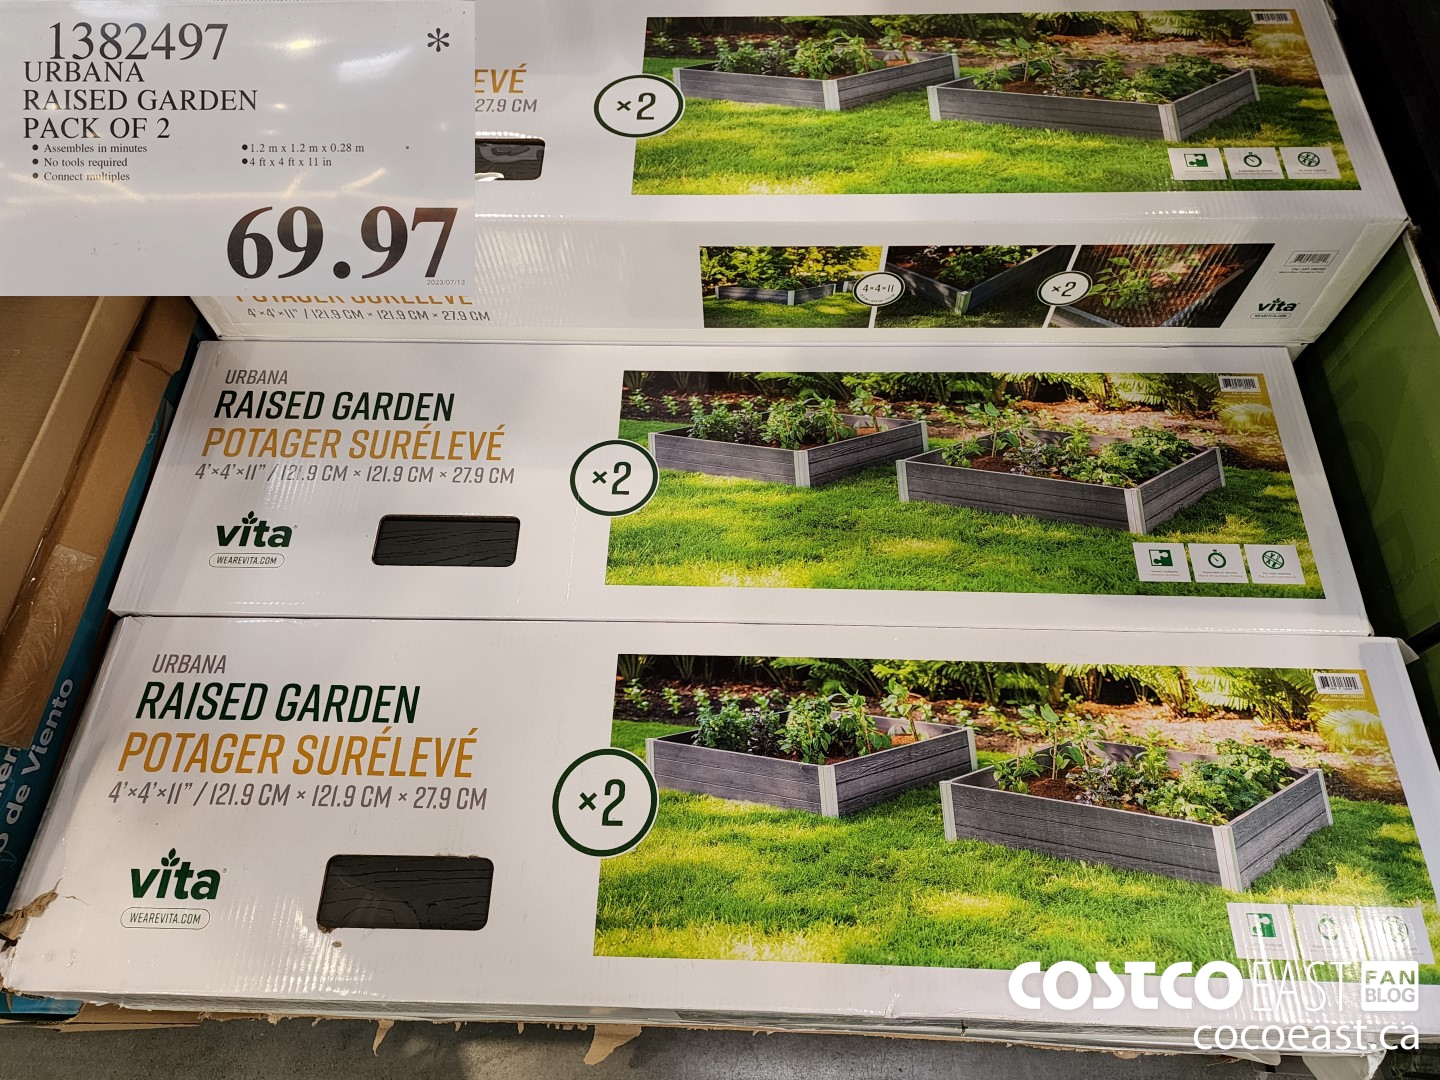 1382497
*
URBANA
RAISED GARDEN
PACK OF 2
• Assembles in minutes
• No tools required
• Connect multiples
•1.2 m x 1.2 m x 0.28 m
•4 ft x 4 ft x 11 in
69.97
2023/07/13
EVÉ
27.9 CM
×2
POTAGER SURÉLEVÉ
4'×4'×11" / 121.9 CM × 121.9 CM × 27.9 CM
4×4×11
×2
vita
WEAREVITA.COM
URBANA
RAISED GARDEN
POTAGER SURÉLEVÉ
4'×4'×11" / 121.9 CM × 121.9 CM × 27.9 CM
×2
vita
WEAREVITA.COM
URBANA
RAISED GARDEN
POTAGER SURÉLEVÉ
4'×4'×11" / 121.9 CM × 121.9 CM × 27.9 CM
×2
vita
WEAREVITA.COM
o de Viento
COSTCO EAST FAN BLOG
cocoeast.ca